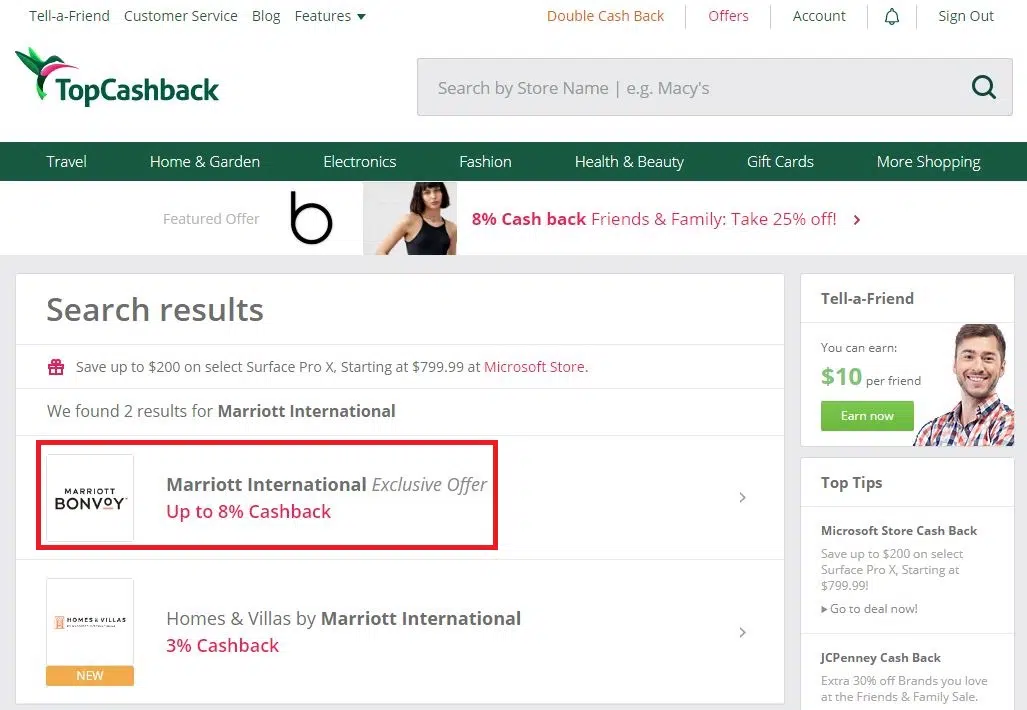 Tell-a-Friend Customer Service Blog Features Double Cash Back Offers Account Sign Out
TopCashback
Search by Store Name | e.g. Macy's
Travel Home & Garden Electronics Fashion Health & Beauty Gift Cards More Shopping
Featured Offer b 8% Cash back Friends & Family: Take 25% off!
Search results
Save up to $200 on select Surface Pro X, Starting at $799.99 at Microsoft Store.
We found 2 results for Marriott International
MARRIOTT
BONVOY
Marriott International Exclusive Offer
Up to 8% Cashback
HOMES & VILLAS
NEW
Homes & Villas by Marriott International
3% Cashback
Tell-a-Friend
You can earn:
$10 per friend
Earn now
Top Tips
Microsoft Store Cash Back
Save up to $200 on select
Surface Pro X, Starting at
$799.99!
Go to deal now!
JCPenney Cash Back
Extra 30% off Brands you love
at the Friends & Family Sale.